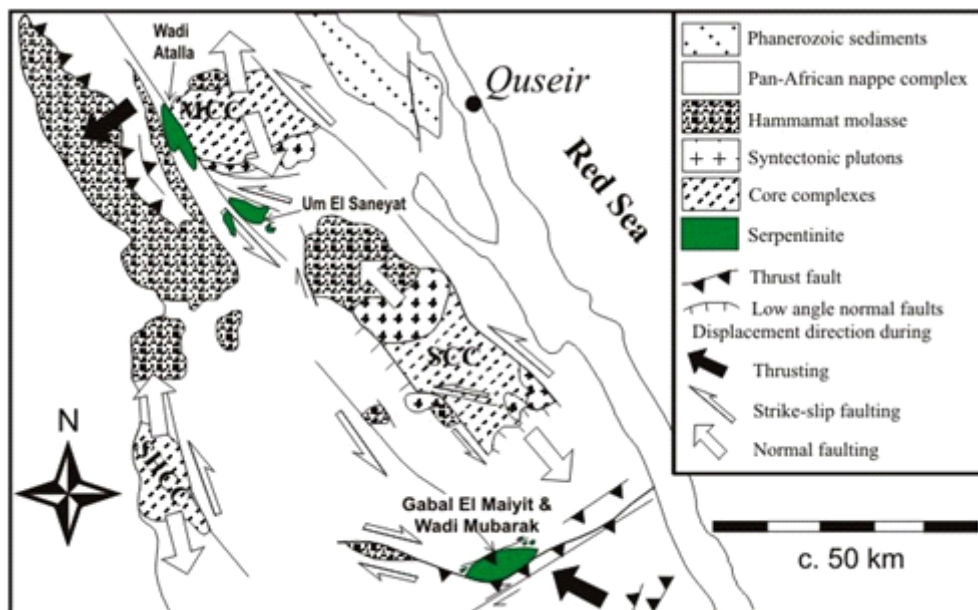 Wadi
Atalla
MCC
Quseir
Red Sea
Um El Saneyat
SCC
SHCC
N
Gabal El Maiyit &
Wadi Mubarak
c. 50 km
Phanerozoic sediments
Pan-African nappe complex
Hammamat molasse
Syntectonic plutons
Core complexes
Serpentinite
Thrust fault
Low angle normal faults
Displacement direction during
Thrusting
Strike-slip faulting
Normal faulting